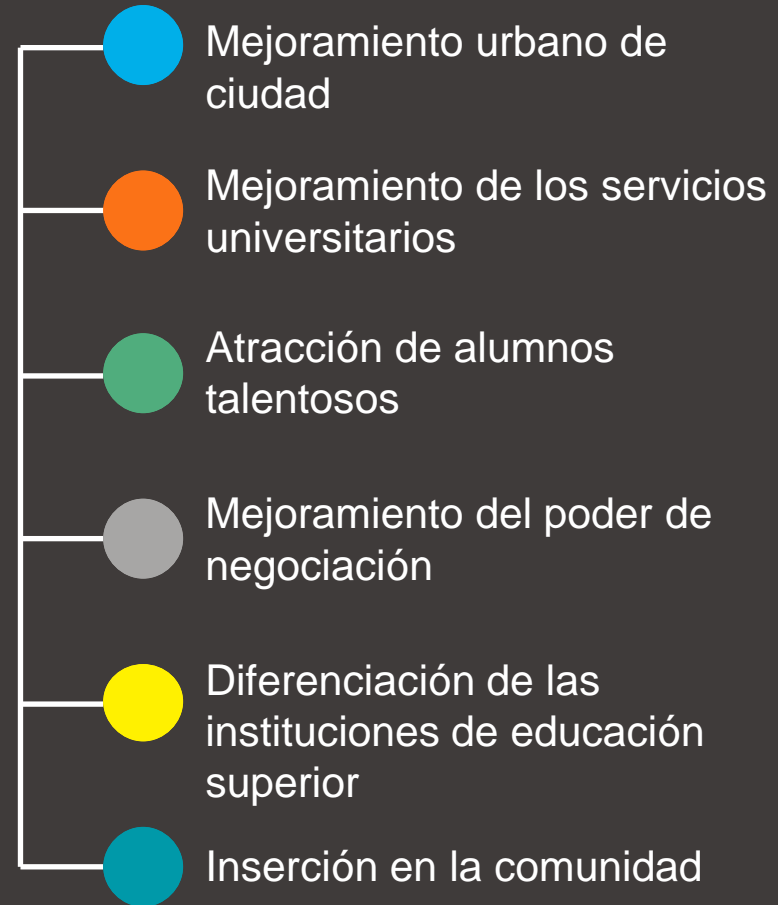 Mejoramiento urbano de
ciudad
Mejoramiento de los servicios
universitarios
Atracción de alumnos
talentosos
Mejoramiento del poder de
negociación
Diferenciación de las
instituciones de educación
superior
Inserción en la comunidad